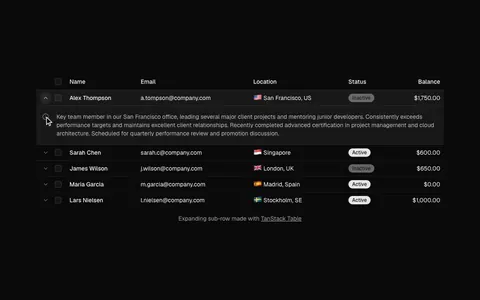 Name Email Location Status Balance
Alex Thompson a.tompson@company.com San Francisco, US Inactive $1,750.00
Key team member in our San Francisco office, leading several major client projects and mentoring junior developers. Consistently exceeds
performance targets and maintains excellent client relationships. Recently completed advanced certification in project management and cloud
architecture. Scheduled for quarterly performance review and promotion discussion.
Sarah Chen sarah.c@company.com Singapore Active $600.00
James Wilson j.wilson@company.com London, UK Inactive $650.00
Maria Garcia m.garcia@company.com Madrid, Spain Active $0.00
Lars Nielsen l.nielsen@company.com Stockholm, SE Active $1,000.00
Expanding sub-row made with TanStack Table